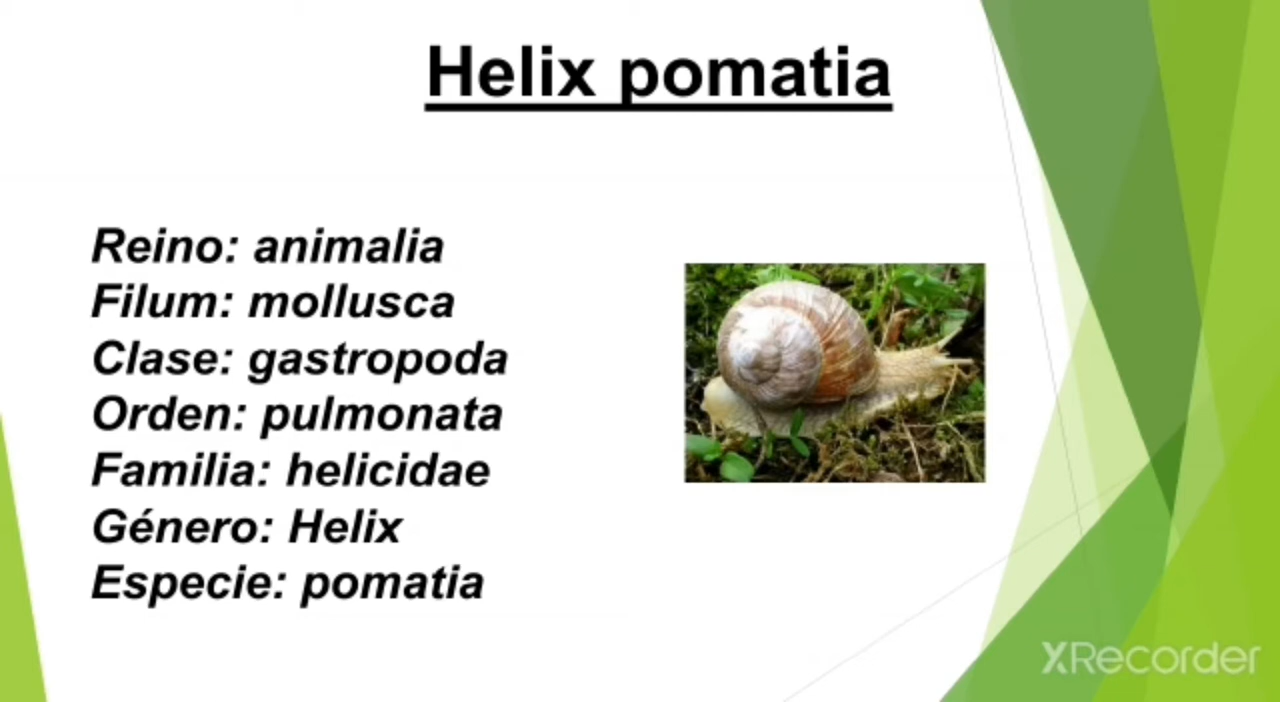 Helix pomatia
Reino: animalia
Filum: mollusca
Clase: gastropoda
Orden: pulmonata
Familia: helicidae
Género: Helix
Especie: pomatia
XRecorder